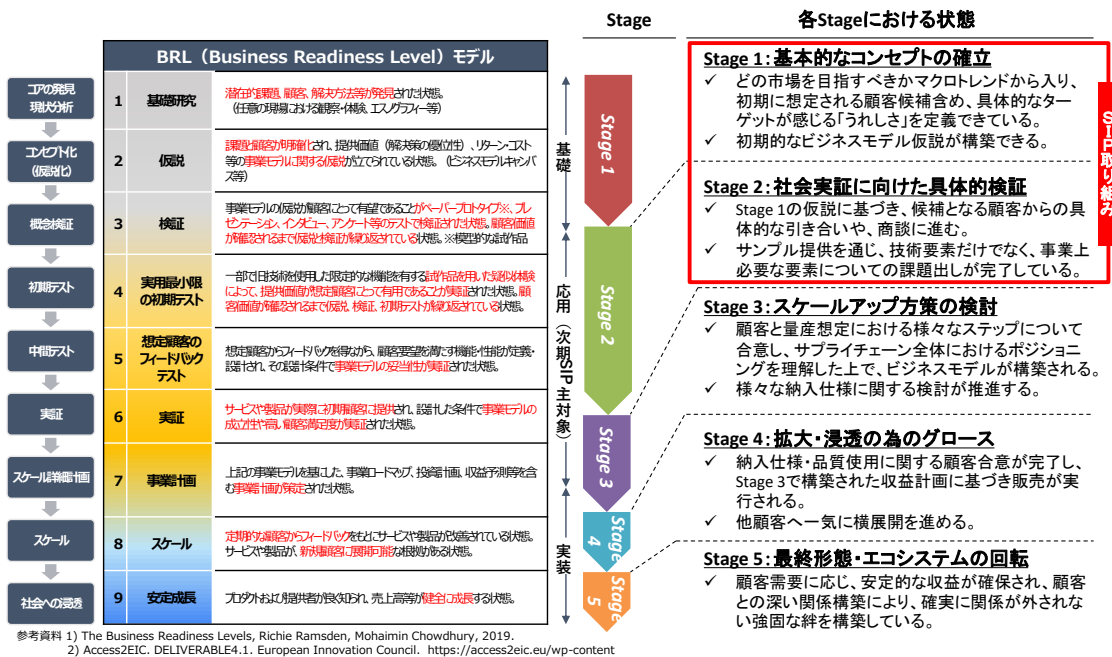 Stage
各Stageにおける状態
BRL（Business Readiness Level）モデル
コアの発見
現状分析
コンセプト化
(仮説化)
概念検証
初期テスト
中間テスト
実証
スケール詳細計画
スケール
社会への浸透
1
基礎研究
潜在的課題、顧客、解決方法等が発見された状態。
（任意の現場における観察・体験、エスノグラフィー等）
2
仮説
課題と顧客が明確化され、提供価値（解決策の優位性）、リターン・コスト
等の事業モデルに関する仮説が立てられている状態。（ビジネスモデルキャンバ
ス等）
3
検証
事業モデルの仮説が顧客にとって有望であることがペーパープロトタイプ※、プレ
ゼンテーション、インタビュー、アンケート等のテストで検証された状態。顧客価値
が確認されるまで仮説と検証が繰り返されている状態。※模型的な試作品
4
実用最小限
の初期テスト
一部で旧技術を使用した限定的な機能を有する試作品を用いた疑似体験
によって、提供価値が想定顧客にとって有用であることが実証された状態。顧
客価値が確認されるまで仮説、検証、初期テストが繰り返されている状態。
5
想定顧客の
フィードバック
テスト
想定顧客からフィードバックを得ながら、顧客要望を満たす機能・性能が定義・
設計され、その設計条件で事業モデルの妥当性が実証された状態。
6
実証
サービスや製品が実際に初期顧客に提供され、設計した条件で事業モデルの
成立性や高い顧客満足度が実証された状態。
7
事業計画
上記の事業モデルを基にした、事業ロードマップ、投資計画、収益予測等を含
む事業計画が策定された状態。
8
スケール
定期的な顧客からフィードバックをもとにサービスや製品が改善されている状態。
サービスや製品が、新規顧客に展開可能な根拠がある状態。
9
安定成長
プロダクトおよび提供者が良く知られ、売上高等が健全に成長する状態。
基礎
応用（次期SIP主対象）
実装
Stage 1
Stage 2
Stage 3
Stage 4
Stage 5
Stage 1：基本的なコンセプトの確立
✓ どの市場を目指すべきかマクロトレンドから入り、
初期に想定される顧客候補含め、具体的なター
ゲットが感じる「うれしさ」を定義できている。
✓ 初期的なビジネスモデル仮説が構築できる。
Stage 2：社会実証に向けた具体的検証
✓ Stage 1の仮説に基づき、候補となる顧客からの具
体的な引き合いや、商談に進む。
✓ サンプル提供を通じ、技術要素だけでなく、事業上
必要な要素についての課題出しが完了している。
SIP取り組み
Stage 3：スケールアップ方策の検討
✓ 顧客と量産想定における様々なステップについて
合意し、サプライチェーン全体におけるポジショニ
ングを理解した上で、ビジネスモデルが構築される。
✓ 様々な納入仕様に関する検討が推進する。
Stage 4：拡大・浸透の為のグロース
✓ 納入仕様・品質使用に関する顧客合意が完了し、
Stage 3で構築された収益計画に基づき販売が実
行される。
✓ 他顧客へ一気に横展開を進める。
Stage 5：最終形態・エコシステムの回転
✓ 顧客需要に応じ、安定的な収益が確保され、顧客
との深い関係構築により、確実に関係が外されな
い強固な絆を構築している。
参考資料 1) The Business Readiness Levels, Richie Ramsden, Mohaimin Chowdhury, 2019.
2) Access2EIC. DELIVERABLE4.1. European Innovation Council. https://access2eic.eu/wp-content